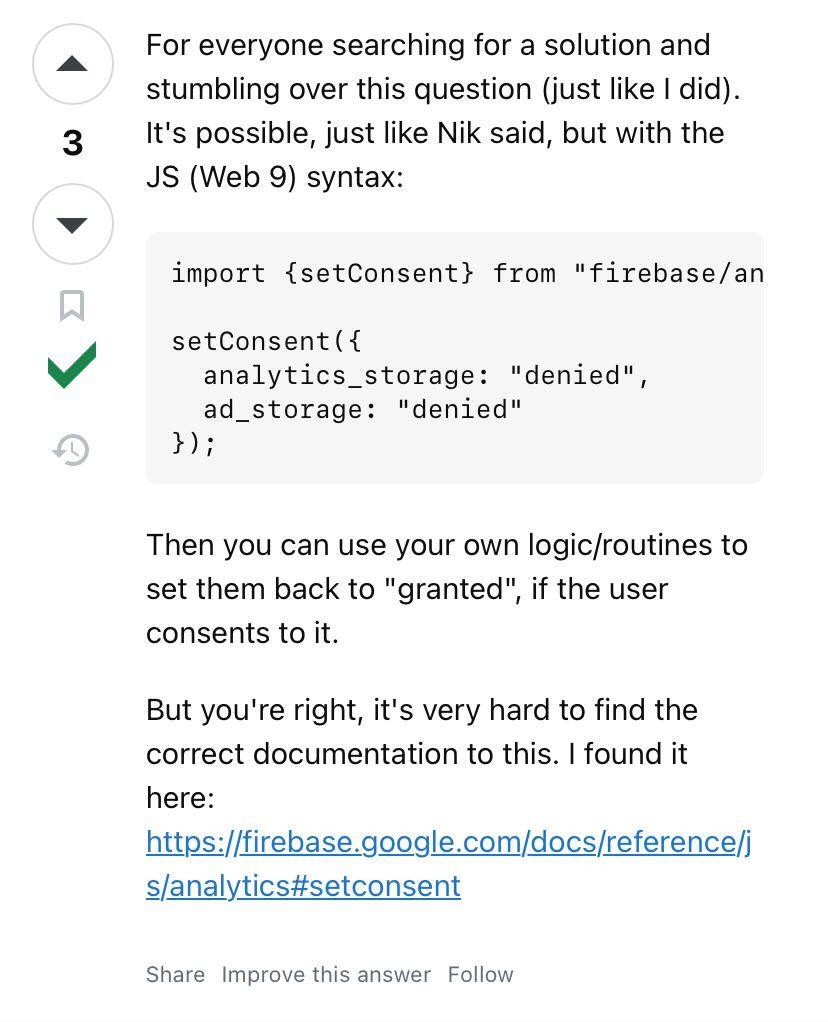 For everyone searching for a solution and
stumbling over this question (just like I did).
3
It's possible, just like Nik said, but with the
JS (Web 9) syntax:
import {setConsent} from "firebase/an
setConsent({
  analytics_storage: "denied",
  ad_storage: "denied"
});
Then you can use your own logic/routines to
set them back to "granted", if the user
consents to it.
But you're right, it's very hard to find the
correct documentation to this. I found it
here:
https://firebase.google.com/docs/reference/j
s/analytics#setconsent
Share Improve this answer Follow